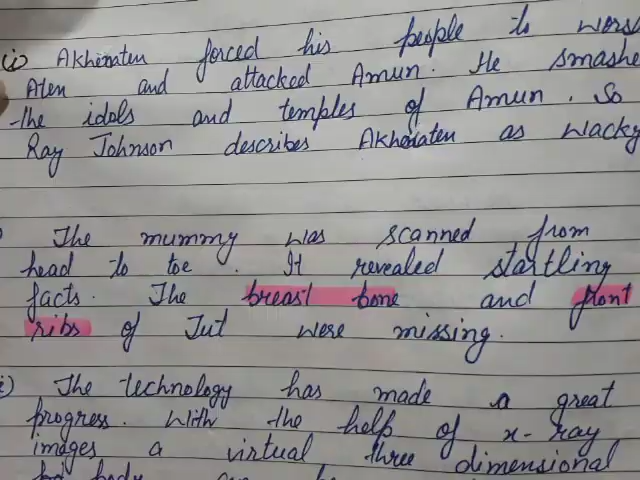 (i) Akhenaten forced his people to
Aten and attacked Amun. He
the idols and temples of Amun. So
Ray Johnson describes Akhenaten as wacky
The mummy was scanned from
head to toe. It revealed startling
facts. The breast bone and front
ribs of Tut were missing.
The technology has made a great
progress. With the help of x-ray
images a virtual three dimensional
body